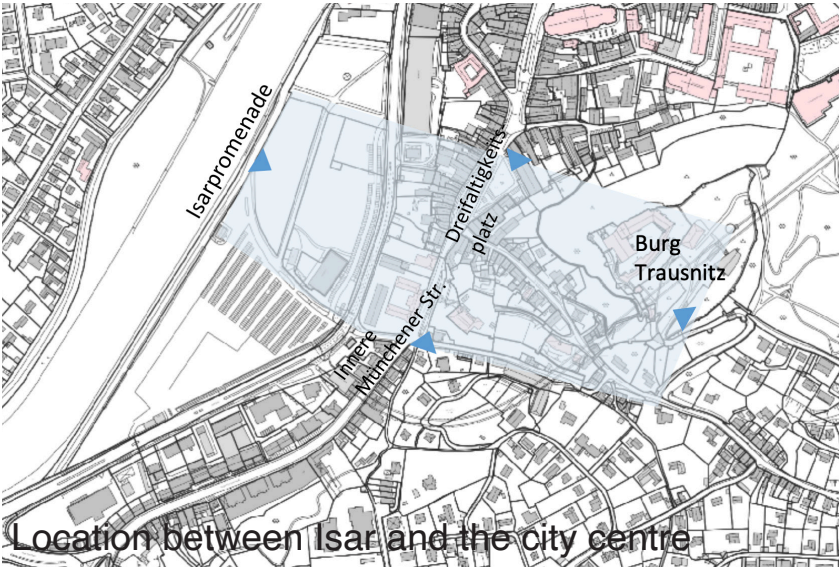 Isarpromenade
Dreifaltigkeits
platz
Burg
Trausnitz
Innere
Münchener Str.
Location between Isar and the city centre